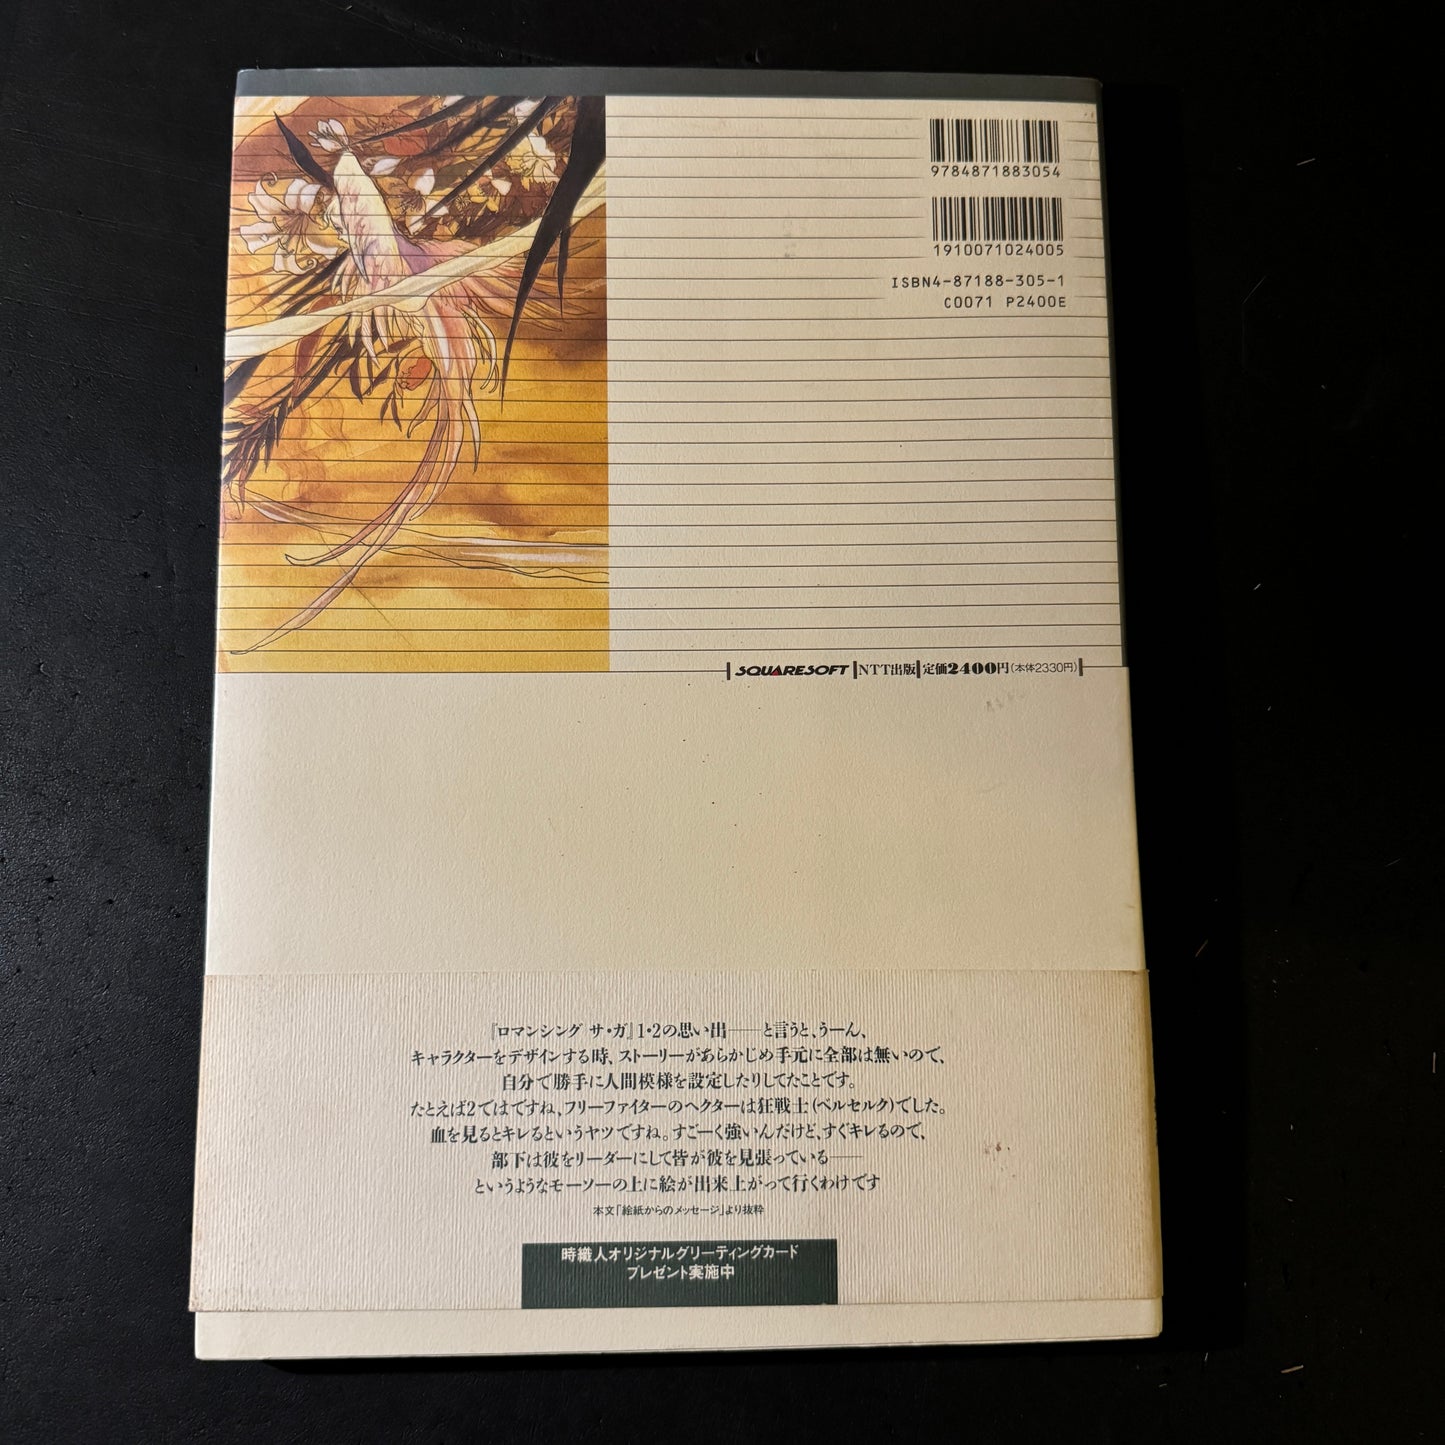 9784871883054
1910071024005
ISBN4-87188-305-1
C0071 P2400E
SQUARESOFT NTT出版 定価2400円(本体2330円)
『ロマンシング サ・ガ』1・2の思い出――と言うと、うーん、
キャラクターをデザインする時、ストーリーがあらかじめ手元に全部は無いので、
自分で勝手に人間模様を設定したりしてたことです。
たとえば2ではですね、フリーファイターのヘクターは狂戦士(ベルセルク)でした。
血を見るとキレるというヤツですね。すごーく強いんだけど、すぐキレるので、
部下は彼をリーダーにして皆が彼を見張っている――
というようなモーソーの上に絵が出来上がって行くわけです
本文「絵紙からのメッセージ」より抜粋
時織人オリジナルグリーティングカード
プレゼント実施中